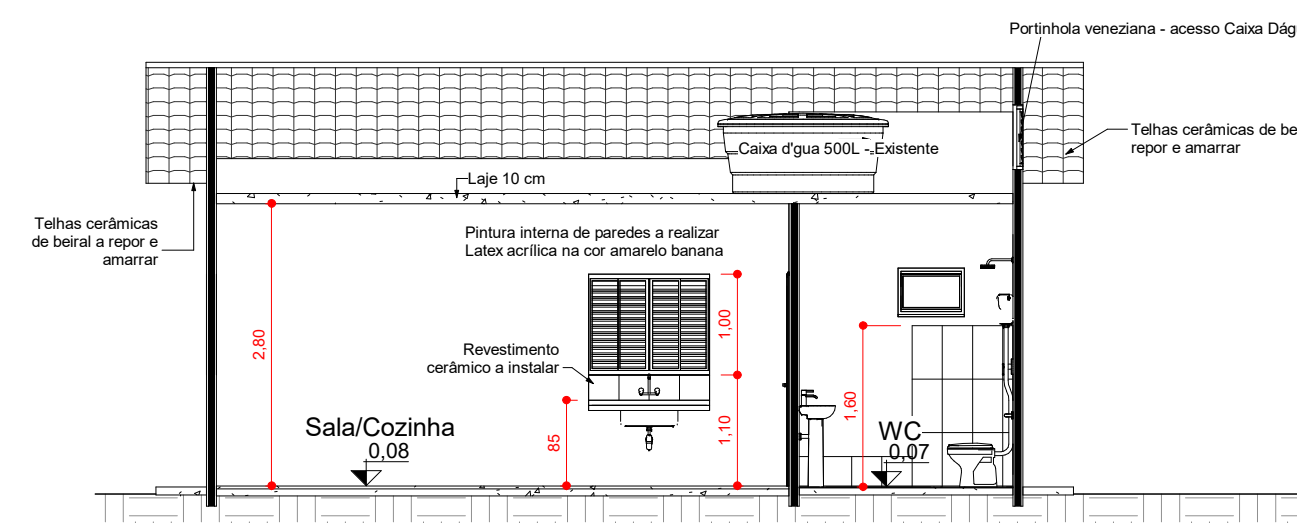 Portinhola veneziana - acesso Caixa Dág
Telhas cerâmicas de be
repor e amarrar
Caixa d'gua 500L - Existente
Laje 10 cm
Telhas cerâmicas
de beiral a repor e
amarrar
Pintura interna de paredes a realizar
Latex acrílica na cor amarelo banana
2,80
1,00
Revestimento
cerâmico a instalar
1,60
85
1,10
Sala/Cozinha
0,08
WC
0,07